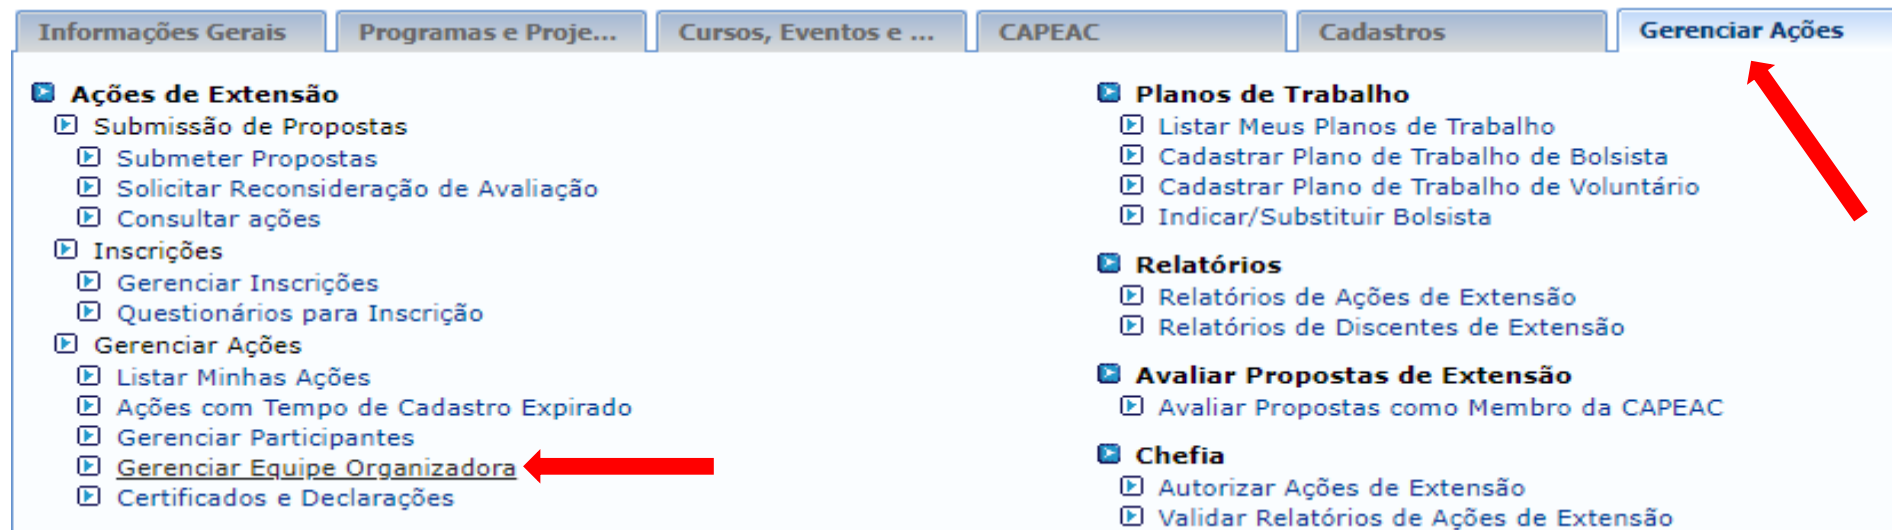 Informações Gerais
Programas e Proje...
Cursos, Eventos e ...
CAPEAC
Cadastros
Gerenciar Ações
Ações de Extensão
Submissão de Propostas
Submeter Propostas
Solicitar Reconsideração de Avaliação
Consultar ações
Inscrições
Gerenciar Inscrições
Questionários para Inscrição
Gerenciar Ações
Listar Minhas Ações
Ações com Tempo de Cadastro Expirado
Gerenciar Participantes
Gerenciar Equipe Organizadora
Certificados e Declarações
Planos de Trabalho
Listar Meus Planos de Trabalho
Cadastrar Plano de Trabalho de Bolsista
Cadastrar Plano de Trabalho de Voluntário
Indicar/Substituir Bolsista
Relatórios
Relatórios de Ações de Extensão
Relatórios de Discentes de Extensão
Avaliar Propostas de Extensão
Avaliar Propostas como Membro da CAPEAC
Chefia
Autorizar Ações de Extensão
Validar Relatórios de Ações de Extensão